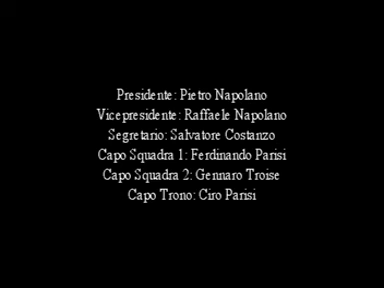 Presidente: Pietro Napolano
Vicepresidente: Raffaele Napolano
Segretario: Salvatore Costanzo
Capo Squadra 1: Ferdinando Parisi
Capo Squadra 2: Gennaro Troise
Capo Trono: Ciro Parisi